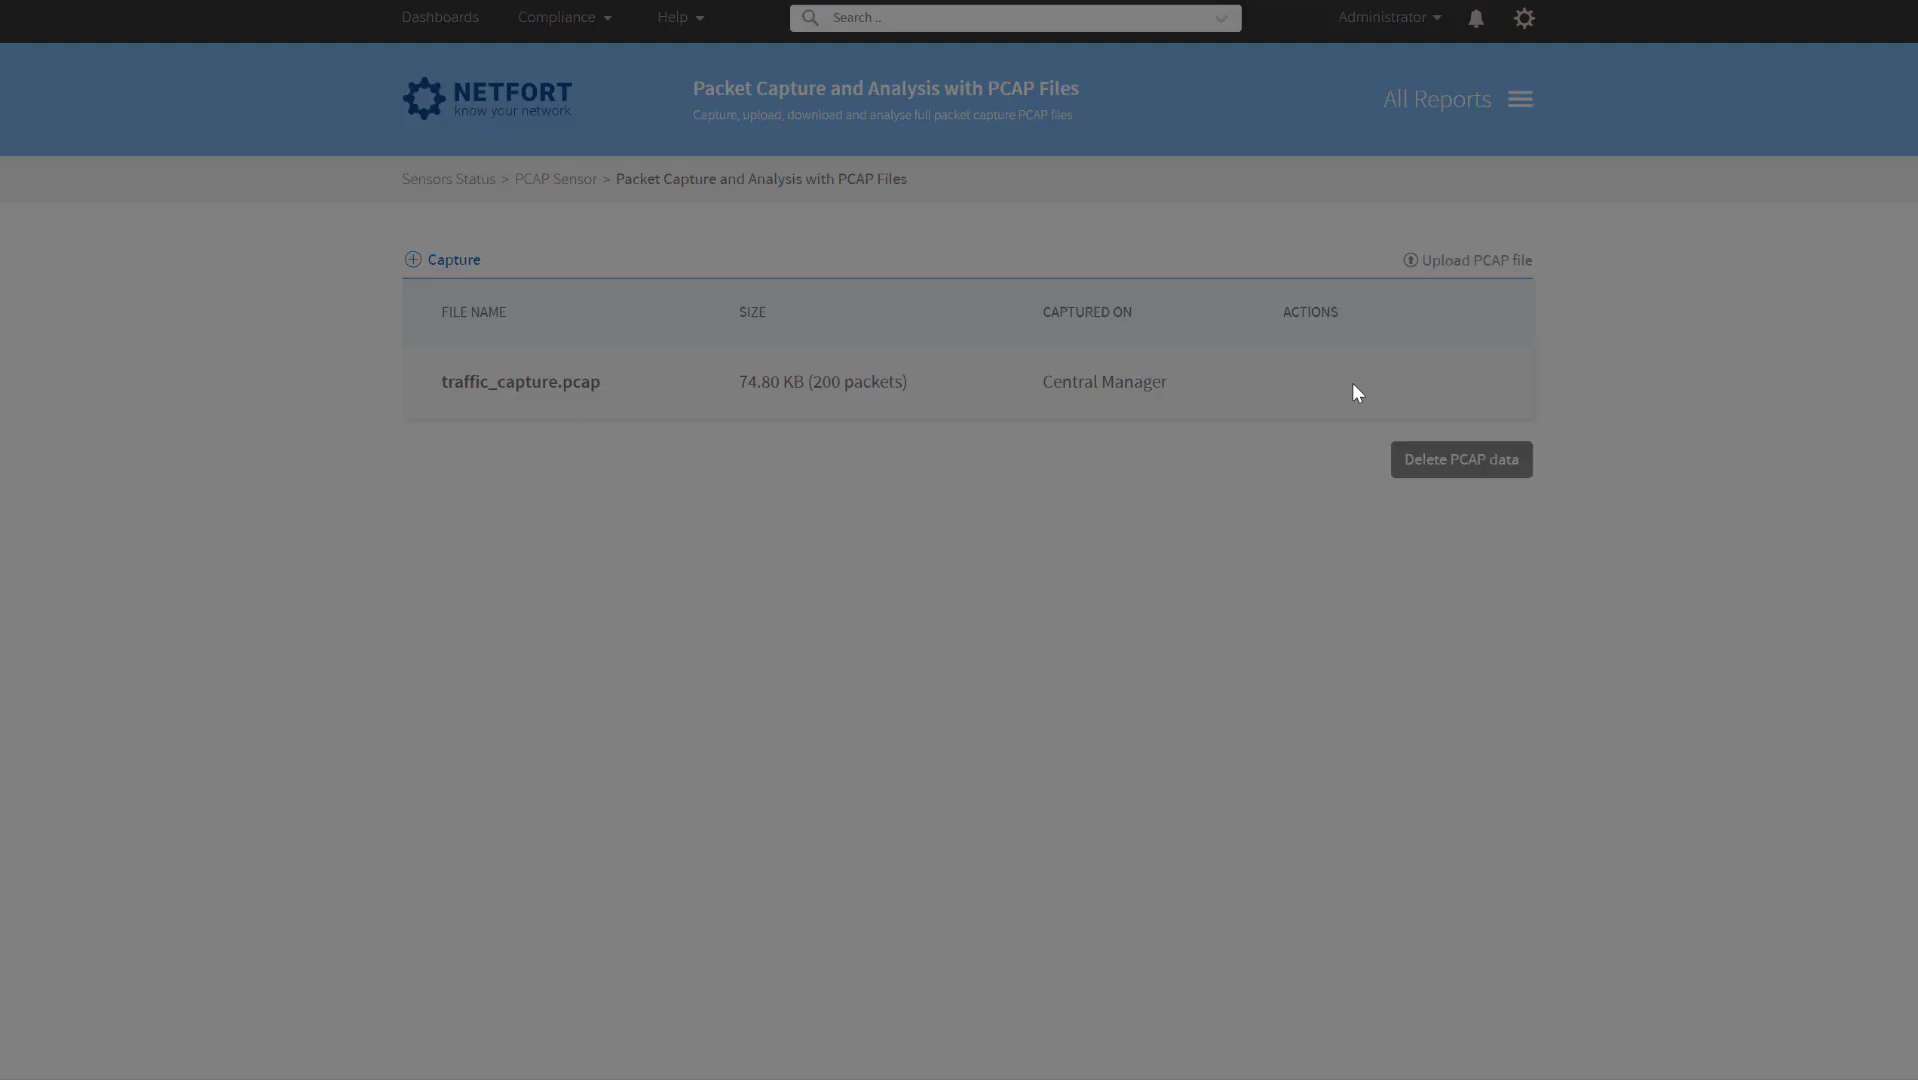 Dashboards Compliance Help Search .. Administrator
NETFORT
know your network
Packet Capture and Analysis with PCAP Files
Capture, upload, download and analyse full packet capture PCAP files
All Reports
Sensors Status > PCAP Sensor > Packet Capture and Analysis with PCAP Files
Capture Upload PCAP file
FILE NAME SIZE CAPTURED ON ACTIONS
traffic_capture.pcap 74.80 KB (200 packets) Central Manager
Delete PCAP data